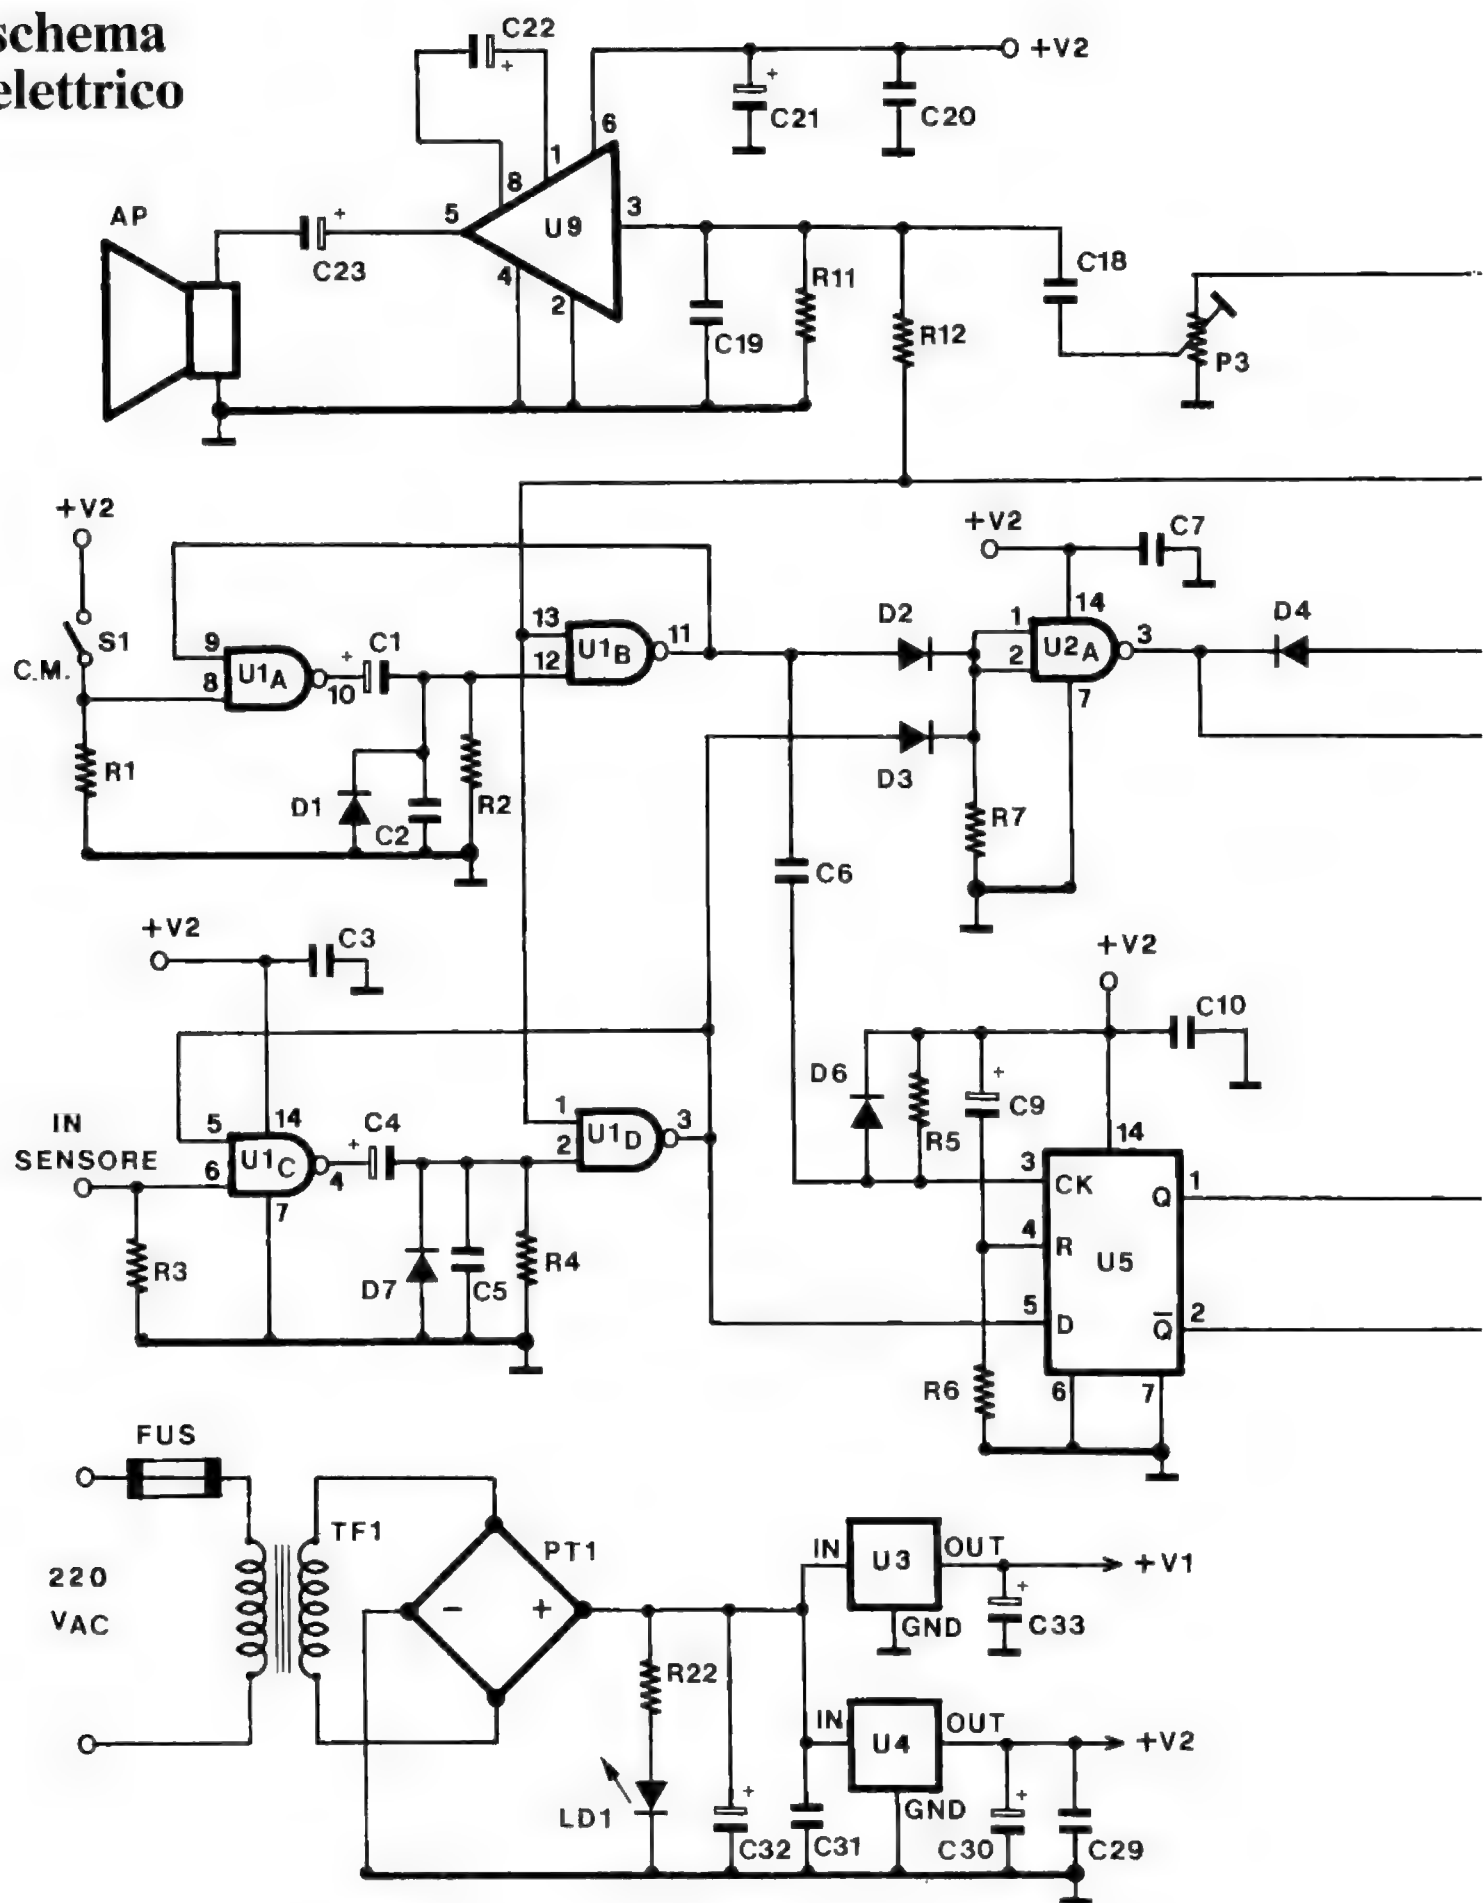 schema
elettrico
C22
+
+V2
+
C21
C20
6
1
8
AP
5
U9
3
+
C23
4
2
C19
R11
R12
C18
P3
+V2
S1
C.M.
9
8
U1A
10
+
C1
13
12
U1B
11
R1
D1
C2
R2
D2
D3
+V2
C7
1
2
14
U2A
3
7
D4
R7
C6
+V2
C3
IN
SENSORE
5
6
14
U1C
4
7
+
C4
1
2
U1D
3
R3
D7
C5
R4
+V2
C10
D6
R5
+
C9
14
3
CK
4
R
5
D
U5
Q
1
Q̅
2
6
7
R6
FUS
220
VAC
TF1
PT1
-
+
R22
LD1
+
C32
C31
IN
U3
OUT
+V1
GND
+
C33
IN
U4
OUT
+V2
GND
+
C30
C29